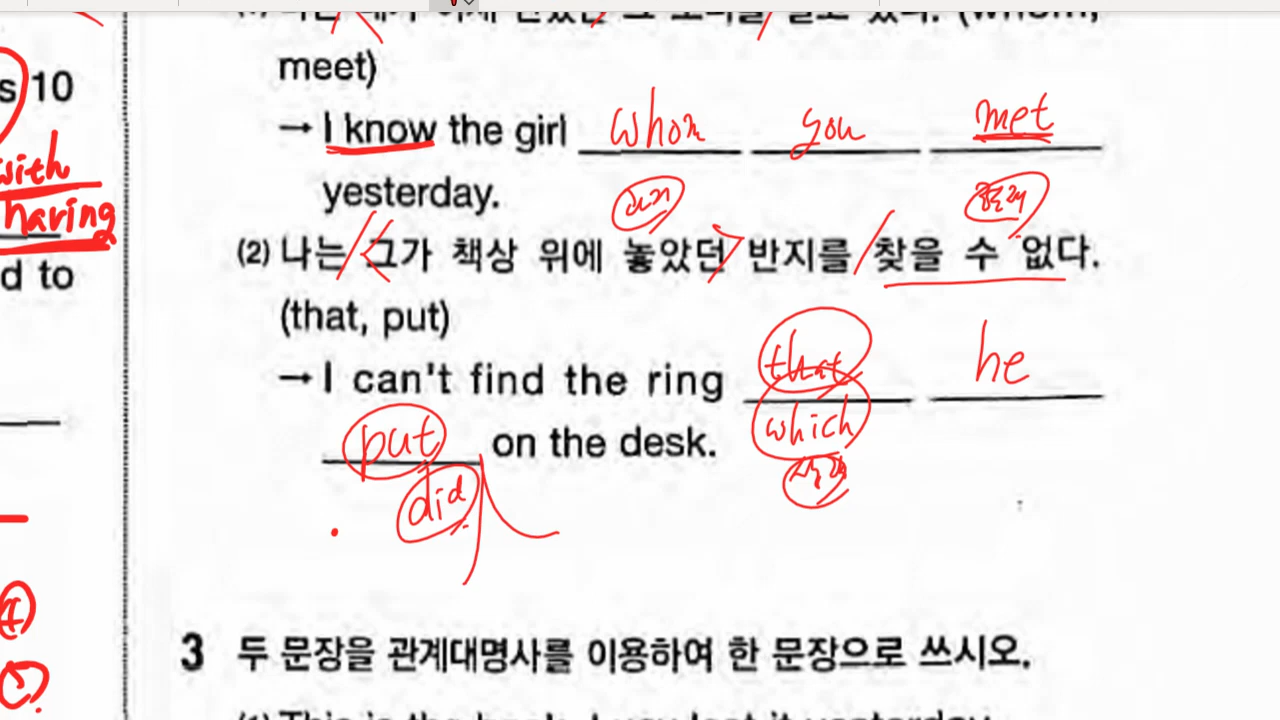 meet)
→ I know the girl whom you met
yesterday.
(2) 나는 그가 책상 위에 놓았던 반지를 찾을 수 없다.
(that, put)
→ I can't find the ring that he
which
put on the desk.
did
3 두 문장을 관계대명사를 이용하여 한 문장으로 쓰시오.
s 10
with
having
d to